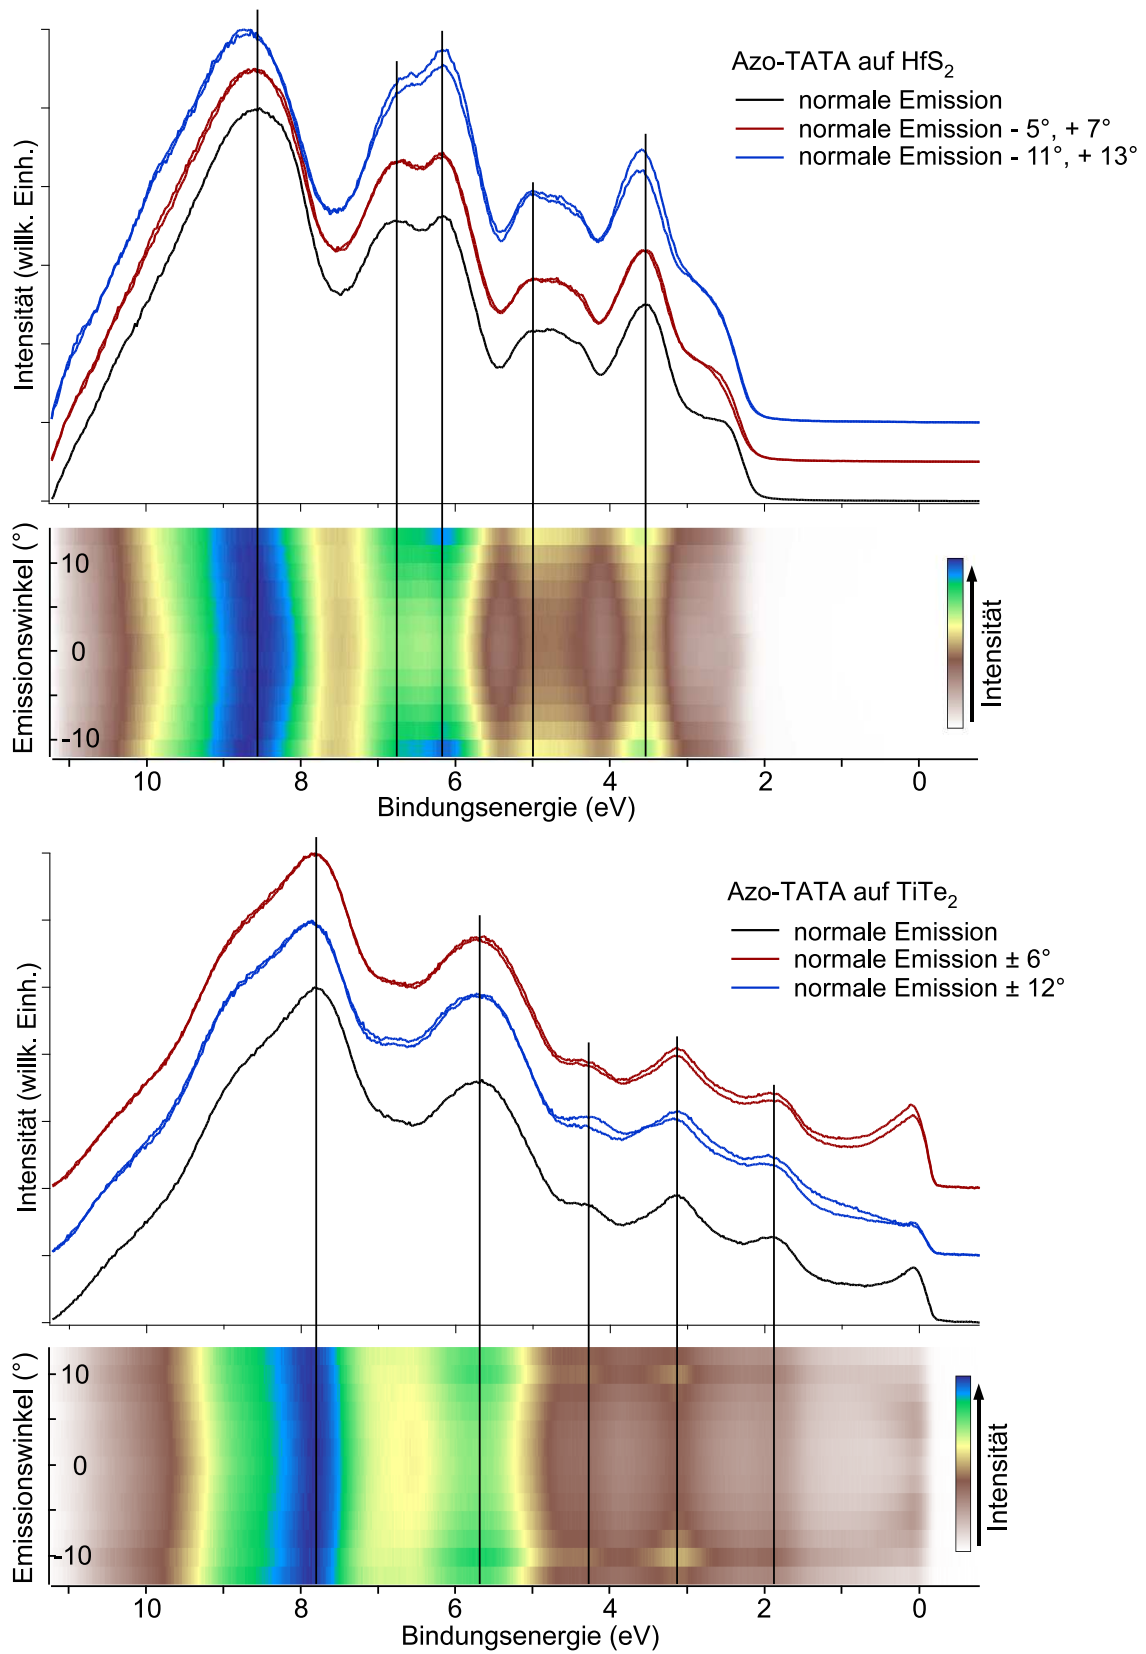 Azo-TATA auf HfS2
normale Emission
normale Emission - 5°, + 7°
normale Emission - 11°, + 13°
Intensität (willk. Einh.)
Emissionswinkel (°)
10
0
-10
Intensität
10 8 6 4 2 0
Bindungsenergie (eV)
Azo-TATA auf TiTe2
normale Emission
normale Emission ± 6°
normale Emission ± 12°
Intensität (willk. Einh.)
Emissionswinkel (°)
10
0
-10
Intensität
10 8 6 4 2 0
Bindungsenergie (eV)